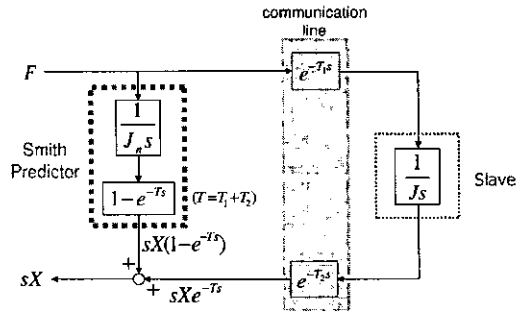 communication
line
F
e^{-T_1 s}
1
J_n s
Smith
Predictor
1
Js
Slave
1-e^{-Ts}
(T=T_1+T_2)
sX(1-e^{-Ts})
+
sX
+
sXe^{-Ts}
e^{-T_2 s}